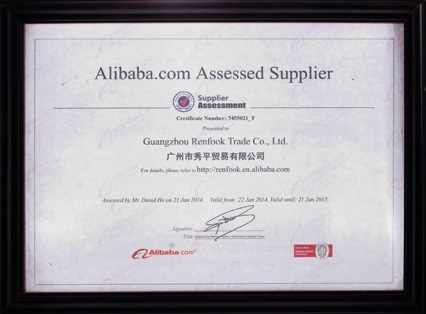 Alibaba.com Assessed Supplier
Supplier
Assessment
Certificate Number: 7455021_T
Presented to
Guangzhou Renfook Trade Co., Ltd.
广州市秀平贸易有限公司
For details, please refer to http://renfook.en.alibaba.com
Assessed by Mr. David He on 21 Jan 2014. Valid from: 22 Jan 2014, Valid until: 21 Jan 2015.
Signature:
Title:
Alibaba.com